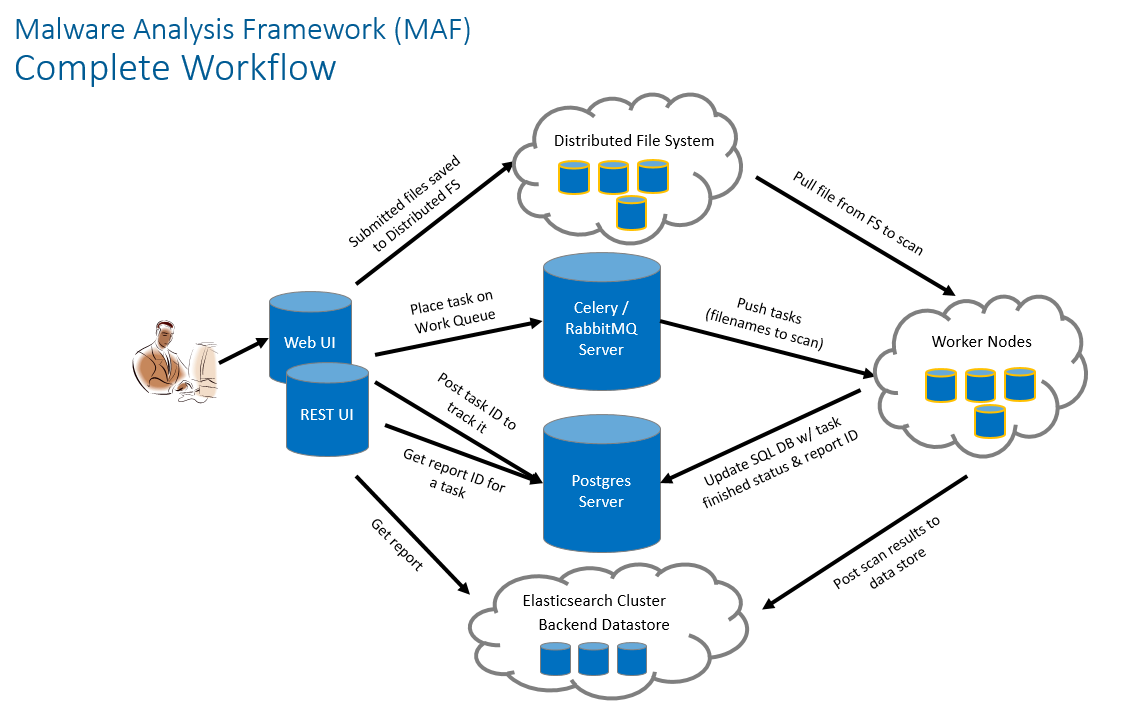 Malware Analysis Framework (MAF)
Complete Workflow
Distributed File System
Submitted files saved
to Distributed FS
Pull file from FS to scan
Web UI
REST UI
Place task on
Work Queue
Celery /
RabbitMQ
Server
Push tasks
(filenames to scan)
Worker Nodes
Post task ID to
track it
Get report ID for
a task
Postgres
Server
Update SQL DB w/ task
finished status & report ID
Get report
Post scan results to
data store
Elasticsearch Cluster
Backend Datastore